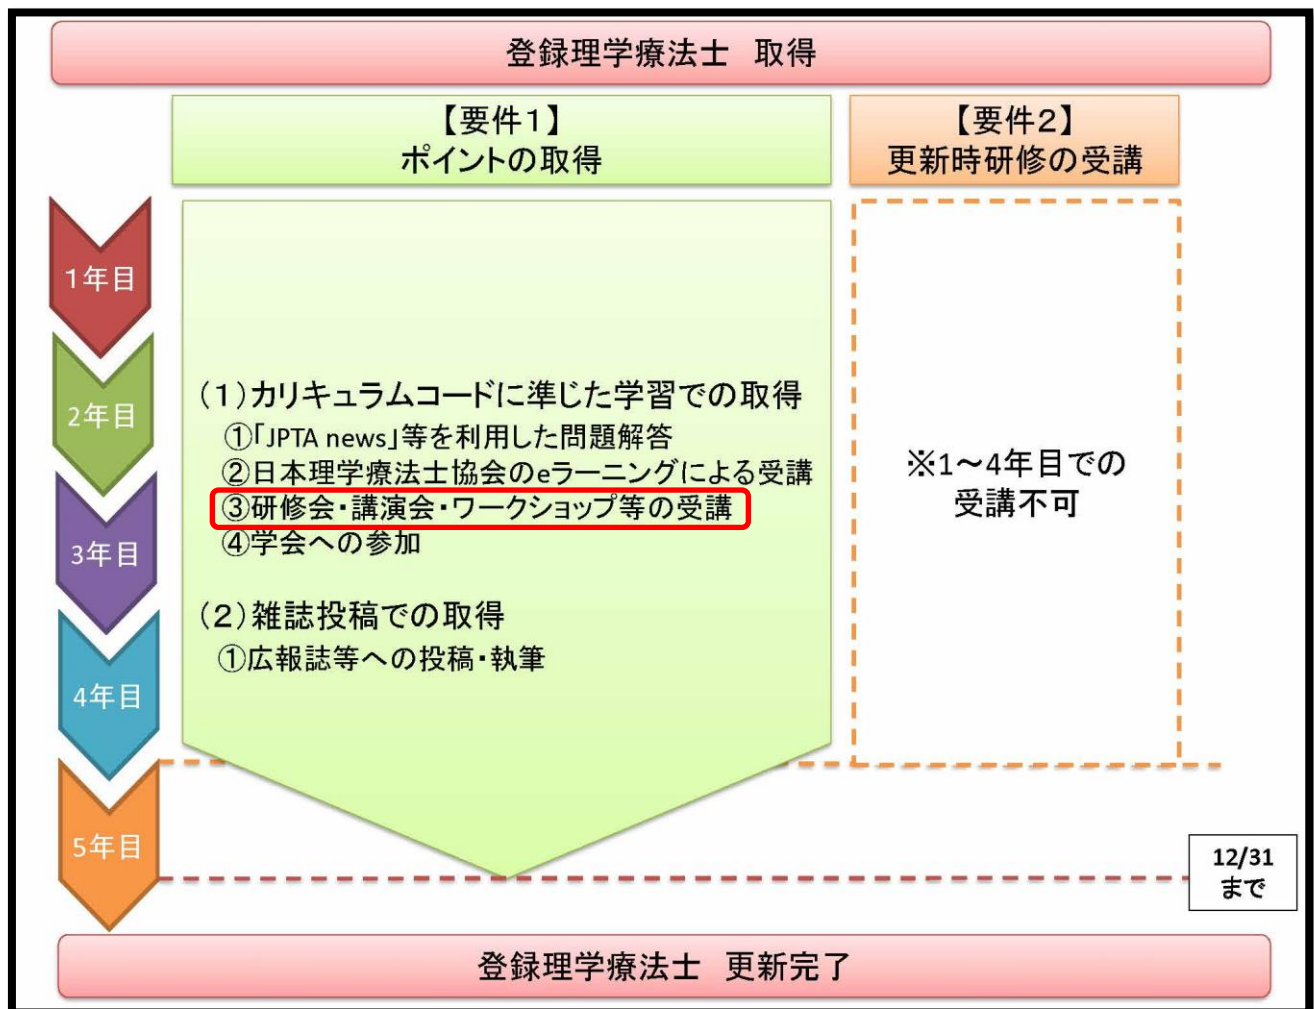 登録理学療法士 取得
【要件1】
ポイントの取得
【要件2】
更新時研修の受講
1年目
2年目
3年目
4年目
5年目
(1)カリキュラムコードに準じた学習での取得
①「JPTA news」等を利用した問題解答
②日本理学療法士協会のeラーニングによる受講
③研修会・講演会・ワークショップ等の受講
④学会への参加
(2)雑誌投稿での取得
①広報誌等への投稿・執筆
※1～4年目での
受講不可
12/31
まで
登録理学療法士 更新完了